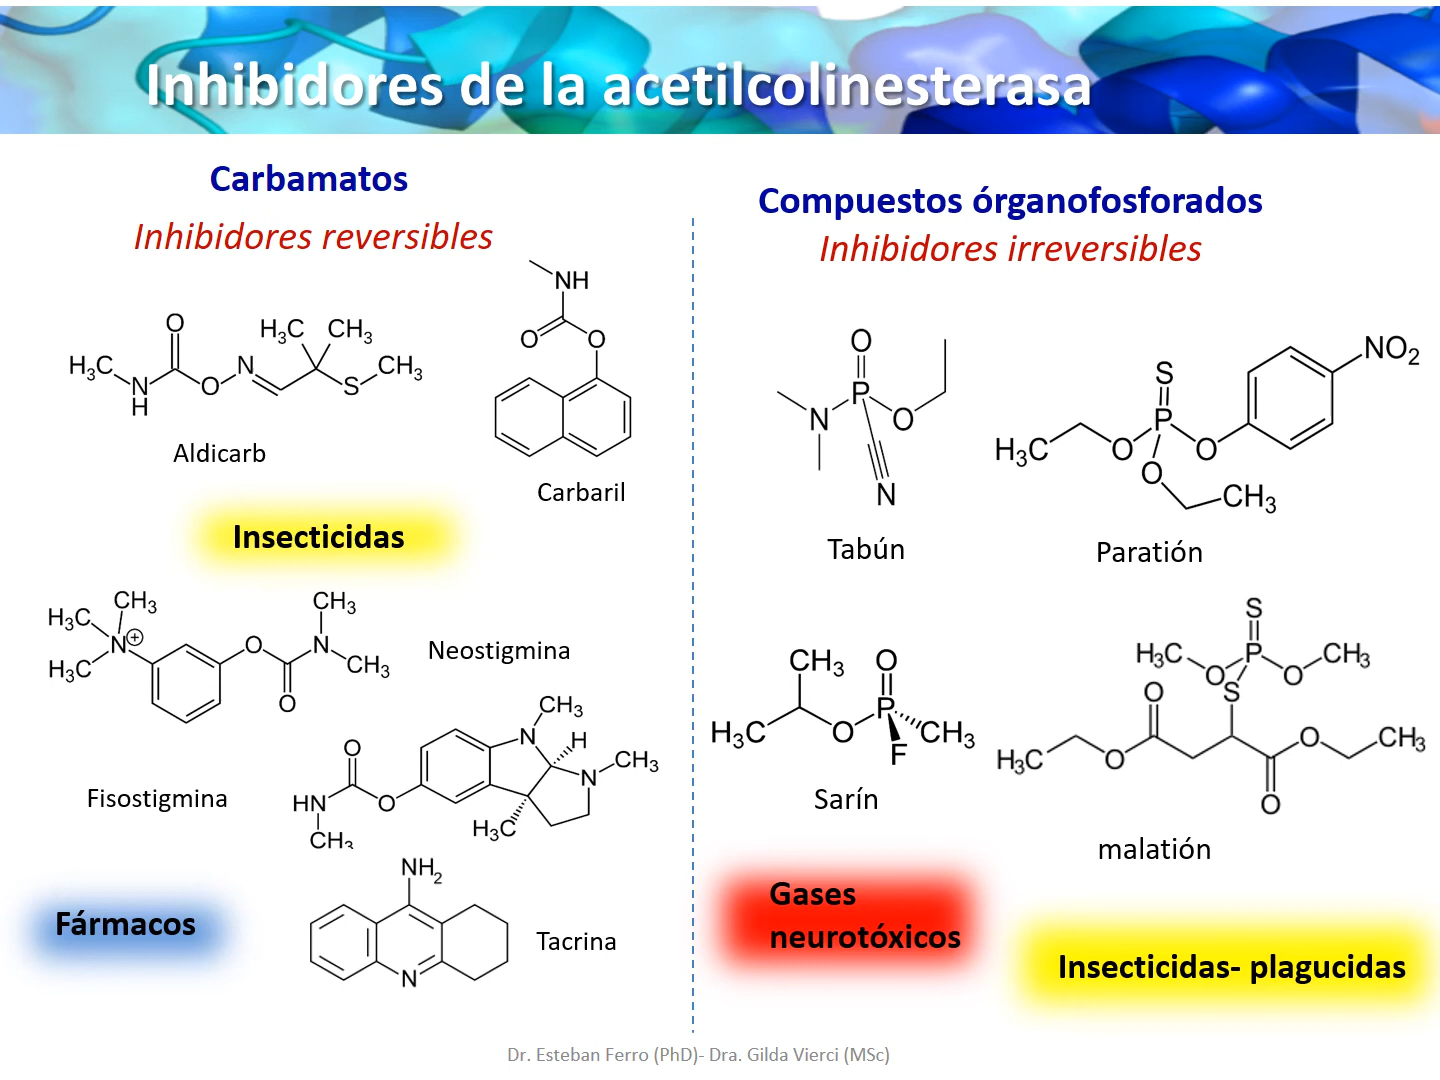 Inhibidores de la acetilcolinesterasa
Carbamatos
Inhibidores reversibles
O
H₃C
N
H
O
N
H₃C
CH₃
S
CH₃
Aldicarb
NH
O
O
Carbaril
Insecticidas
H₃C
CH₃
H₃C
N⊕
O
O
N
CH₃
CH₃
Neostigmina
Fisostigmina
O
HN
CH₃
O
N
CH₃
H
N
CH₃
H₃C
Fármacos
NH₂
N
Tacrina
Compuestos órganofosforados
Inhibidores irreversibles
O
P
N
O
N
Tabún
S
P
H₃C
O
O
O
CH₃
NO₂
Paratión
CH₃
O
H₃C
O
P
CH₃
F
Sarín
S
H₃C
O
P
O
CH₃
S
O
H₃C
O
O
CH₃
O
malatión
Gases
neurotóxicos
Insecticidas- plagucidas
Dr. Esteban Ferro (PhD)- Dra. Gilda Vierci (MSc)